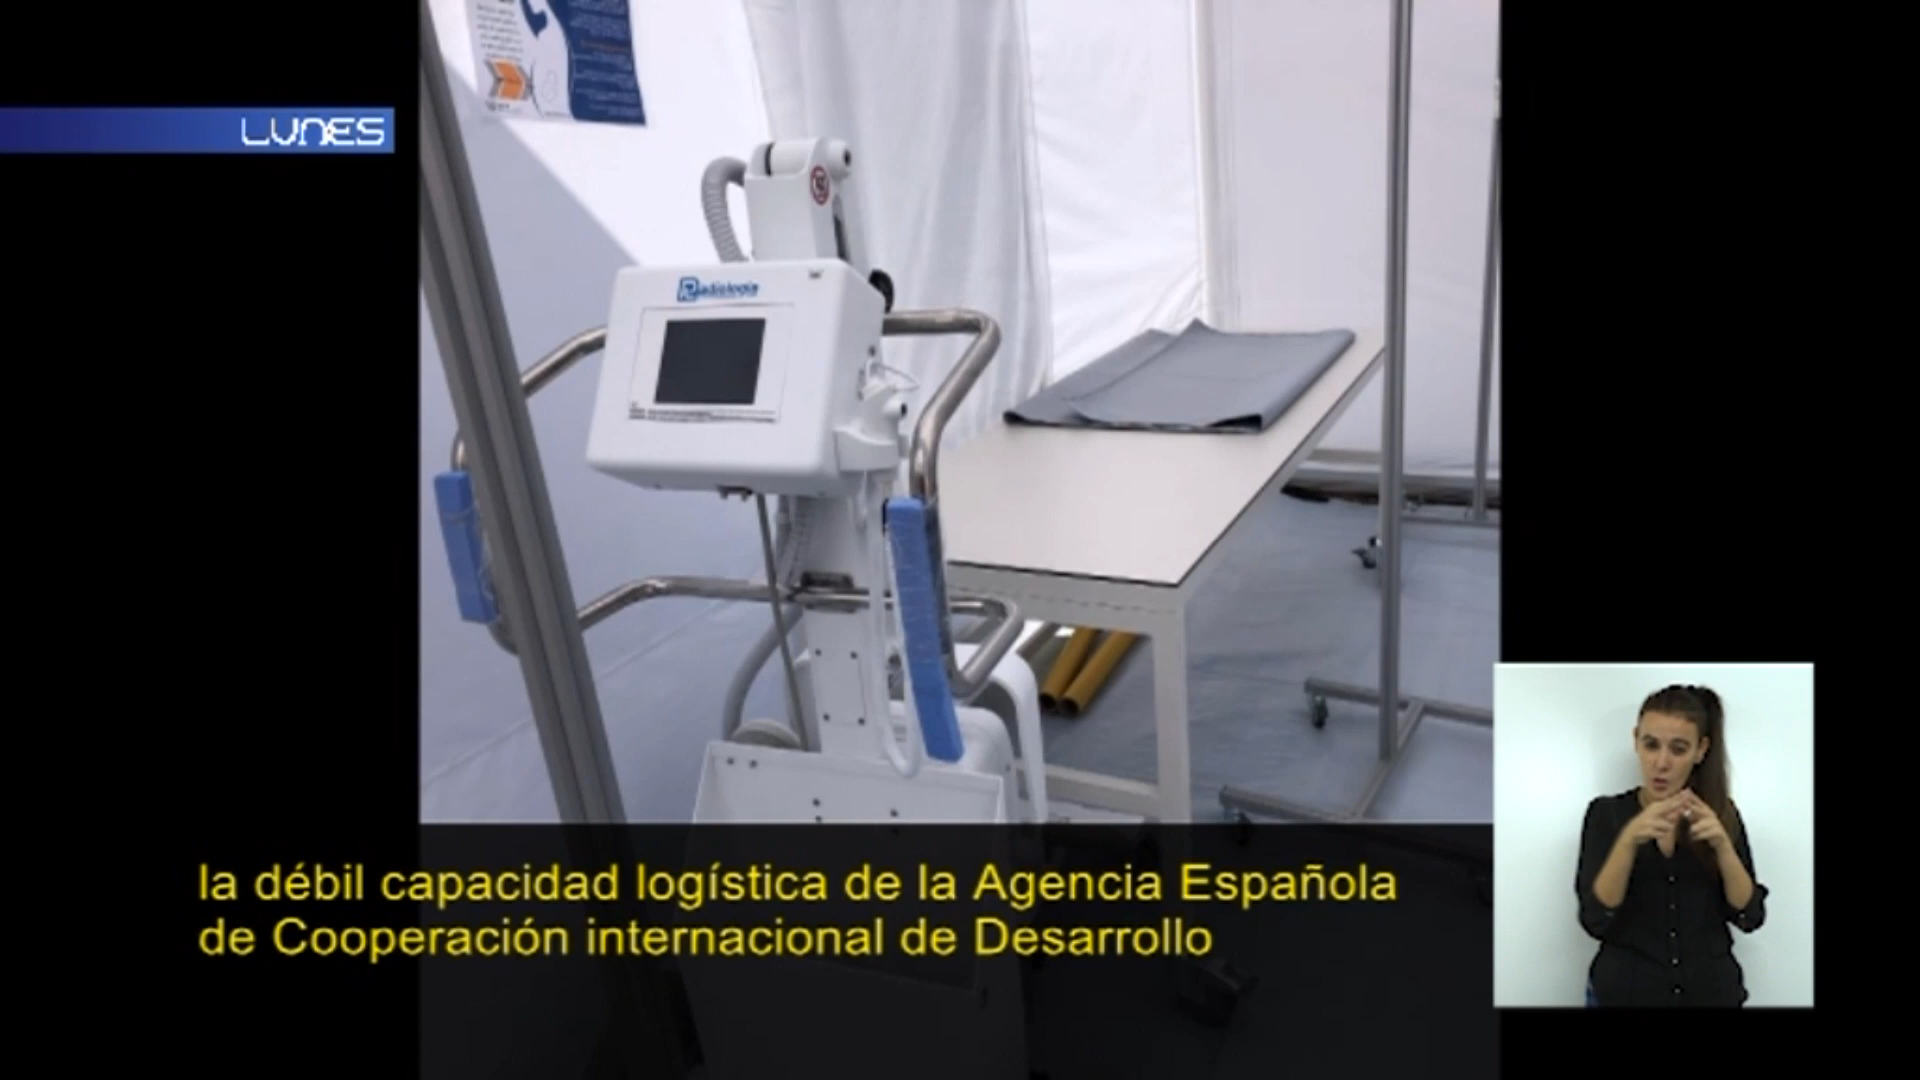 LUNES
Radiología
la débil capacidad logística de la Agencia Española
de Cooperación internacional de Desarrollo